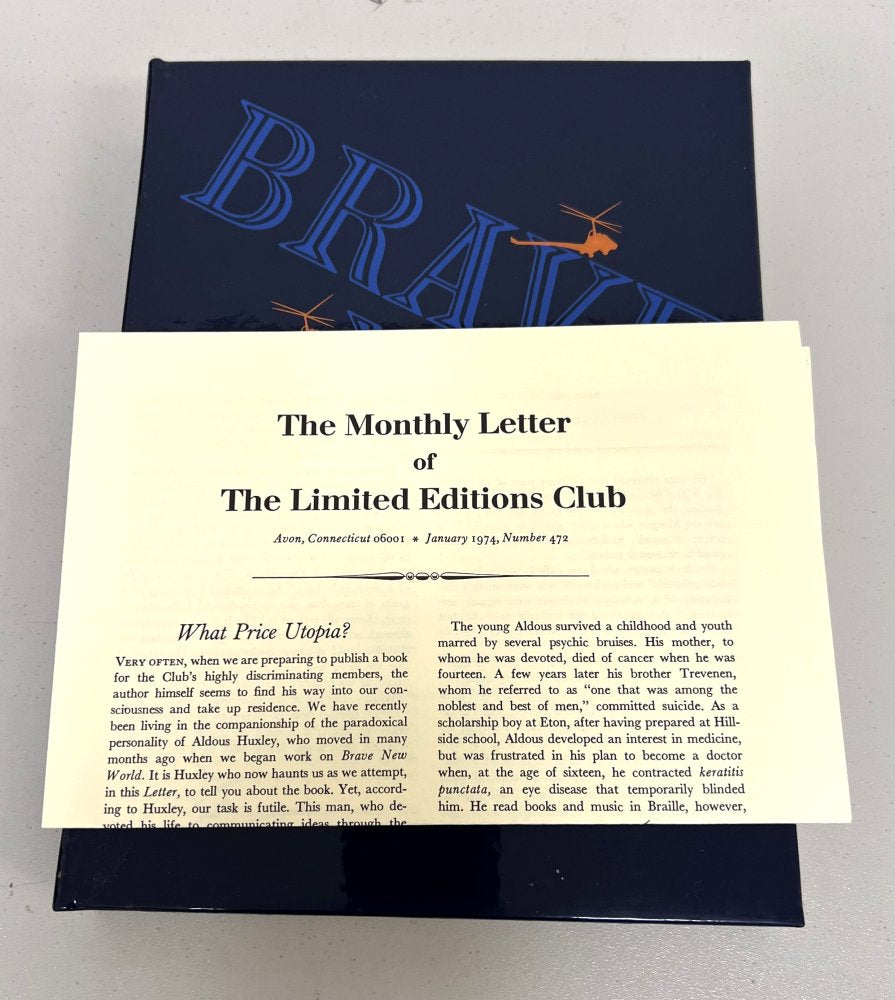 BRAVE
The Monthly Letter
of
The Limited Editions Club
Avon, Connecticut 06001 * January 1974, Number 472
What Price Utopia?
VERY OFTEN, when we are preparing to publish a book
for the Club's highly discriminating members, the
author himself seems to find his way into our con-
sciousness and take up residence. We have recently
been living in the companionship of the paradoxical
personality of Aldous Huxley, who moved in many
months ago when we began work on Brave New
World. It is Huxley who now haunts us as we attempt,
in this Letter, to tell you about the book. Yet, accord-
ing to Huxley, our task is futile. This man, who de-
voted his life to communicating ideas through the
The young Aldous survived a childhood and youth
marred by several psychic bruises. His mother, to
whom he was devoted, died of cancer when he was
fourteen. A few years later his brother Trevenen,
whom he referred to as "one that was among the
noblest and best of men," committed suicide. As a
scholarship boy at Eton, after having prepared at Hill-
side school, Aldous developed an interest in medicine,
but was frustrated in his plan to become a doctor
when, at the age of sixteen, he contracted keratitis
punctata, an eye disease that temporarily blinded
him. He read books and music in Braille, however,